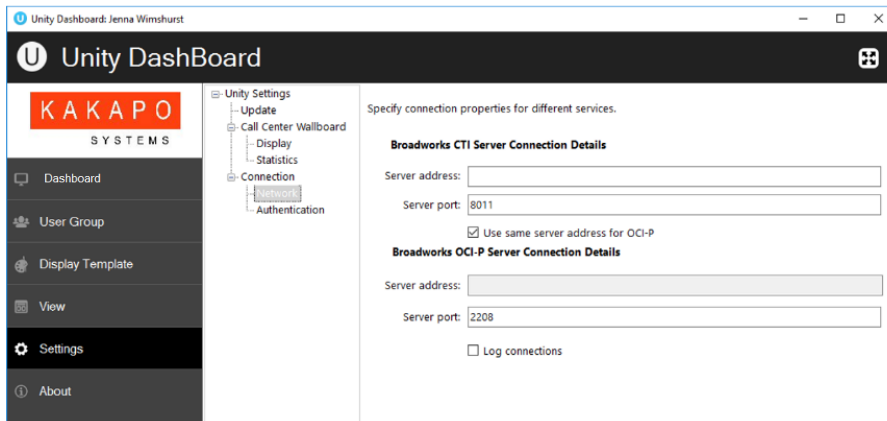 Unity Dashboard: Jenna Wimshurst
U Unity DashBoard
KAKAPO
SYSTEMS
Dashboard
User Group
Display Template
View
Settings
About
Unity Settings
Update
Call Center Wallboard
Display
Statistics
Connection
Network
Authentication
Specify connection properties for different services.
Broadworks CTI Server Connection Details
Server address:
Server port: 8011
Use same server address for OCI-P
Broadworks OCI-P Server Connection Details
Server address:
Server port: 2208
Log connections